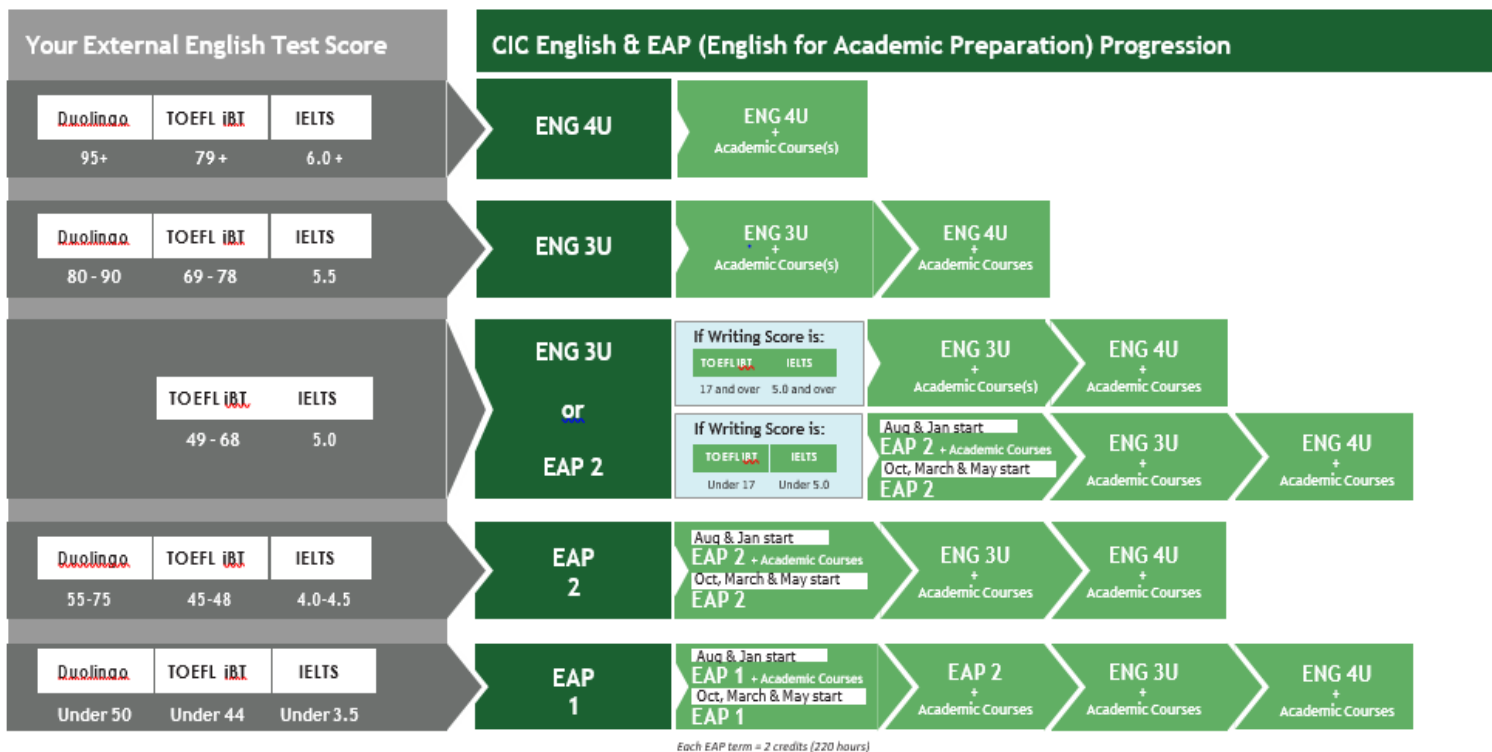 Your External English Test Score
CIC English & EAP (English for Academic Preparation) Progression
Duolingo TOEFL iBT IELTS
95+ 79+ 6.0+
ENG 4U
ENG 4U
+
Academic Course(s)
Duolingo TOEFL iBT IELTS
80 - 90 69 - 78 5.5
ENG 3U
ENG 3U
+
Academic Course(s)
ENG 4U
+
Academic Courses
TOEFL iBT IELTS
49 - 68 5.0
ENG 3U
or
EAP 2
If Writing Score is:
TOEFL IBT IELTS
17 and over 5.0 and over
ENG 3U
+
Academic Course(s)
ENG 4U
+
Academic Courses
If Writing Score is:
TOEFL IBT IELTS
Under 17 Under 5.0
Aug & Jan start
EAP 2 + Academic Courses
Oct, March & May start
EAP 2
ENG 3U
+
Academic Courses
ENG 4U
+
Academic Courses
Duolingo TOEFL iBT IELTS
55-75 45-48 4.0-4.5
EAP
2
Aug & Jan start
EAP 2 + Academic Courses
Oct, March & May start
EAP 2
ENG 3U
+
Academic Courses
ENG 4U
+
Academic Courses
Duolingo TOEFL iBT IELTS
Under 50 Under 44 Under 3.5
EAP
1
Aug & Jan start
EAP 1 + Academic Courses
Oct, March & May start
EAP 1
EAP 2
+
Academic Courses
ENG 3U
+
Academic Courses
ENG 4U
+
Academic Courses
Each EAP term = 2 credits (220 hours)